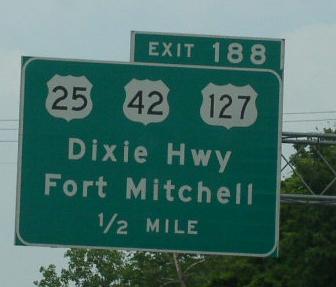 EXIT 188
25 42 127
Dixie Hwy
Fort Mitchell
1/2 MILE